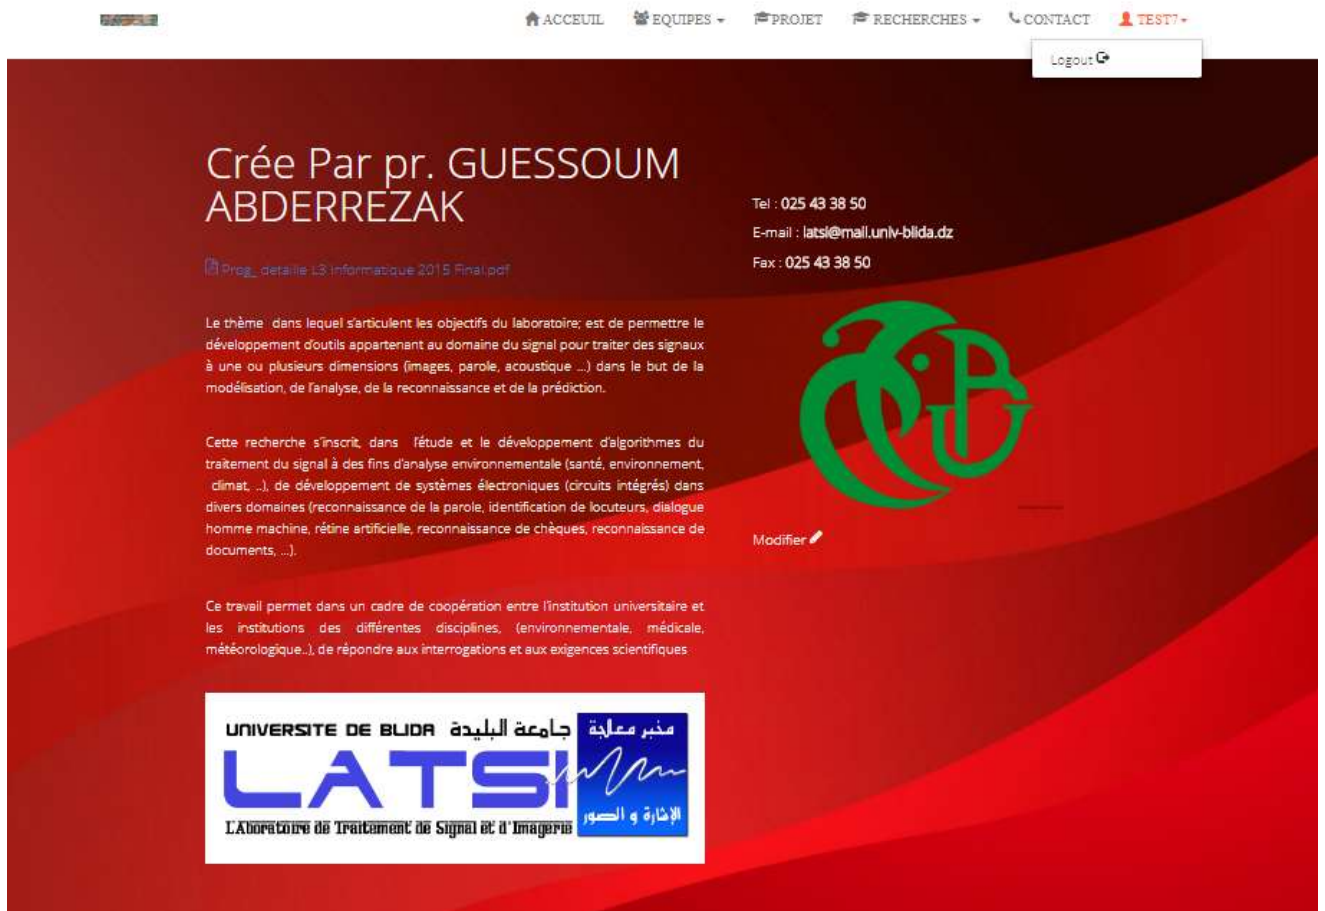 ACCEUIL EQUIPES PROJET RECHERCHES CONTACT TEST7
Logout
Crée Par pr. GUESSOUM
ABDERREZAK
Prog_ detaille L3 informatique 2015 Final.pdf
Le thème dans lequel s'articulent les objectifs du laboratoire; est de permettre le
développement d'outils appartenant au domaine du signal pour traiter des signaux
à une ou plusieurs dimensions (images, parole, acoustique ...) dans le but de la
modélisation, de l'analyse, de la reconnaissance et de la prédiction.
Cette recherche s'inscrit, dans l'étude et le développement d'algorithmes du
traitement du signal à des fins d'analyse environnementale (santé, environnement,
climat, ..), de développement de systèmes électroniques (circuits intégrés) dans
divers domaines (reconnaissance de la parole, identification de locuteurs, dialogue
homme machine, rétine artificielle, reconnaissance de chèques, reconnaissance de
documents, ...).
Ce travail permet dans un cadre de coopération entre l'institution universitaire et
les institutions des différentes disciplines, (environnementale, médicale,
météorologique..), de répondre aux interrogations et aux exigences scientifiques
UNIVERSITE DE BLIDA جامعة البليدة
LATSI
L'Aboratoire de Traitement de Signal et d'Imagerie
مخبر معالجة
الإشارة و الصور
Tel : 025 43 38 50
E-mail : latsi@mail.univ-blida.dz
Fax : 025 43 38 50
Modifier